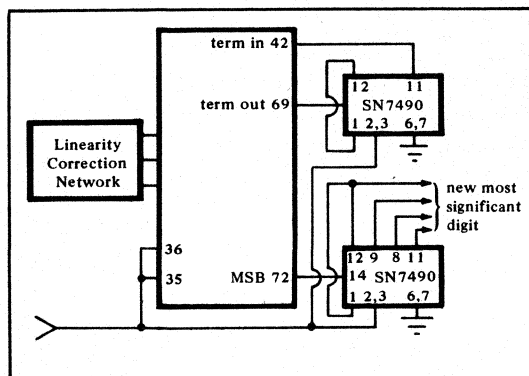 term in 42
12 11
term out 69
SN7490
1 2,3 6,7
Linearity
Correction
Network
new most
significant
digit
36
12 9 8 11
35
MSB 72
14 SN7490
1 2,3 6,7